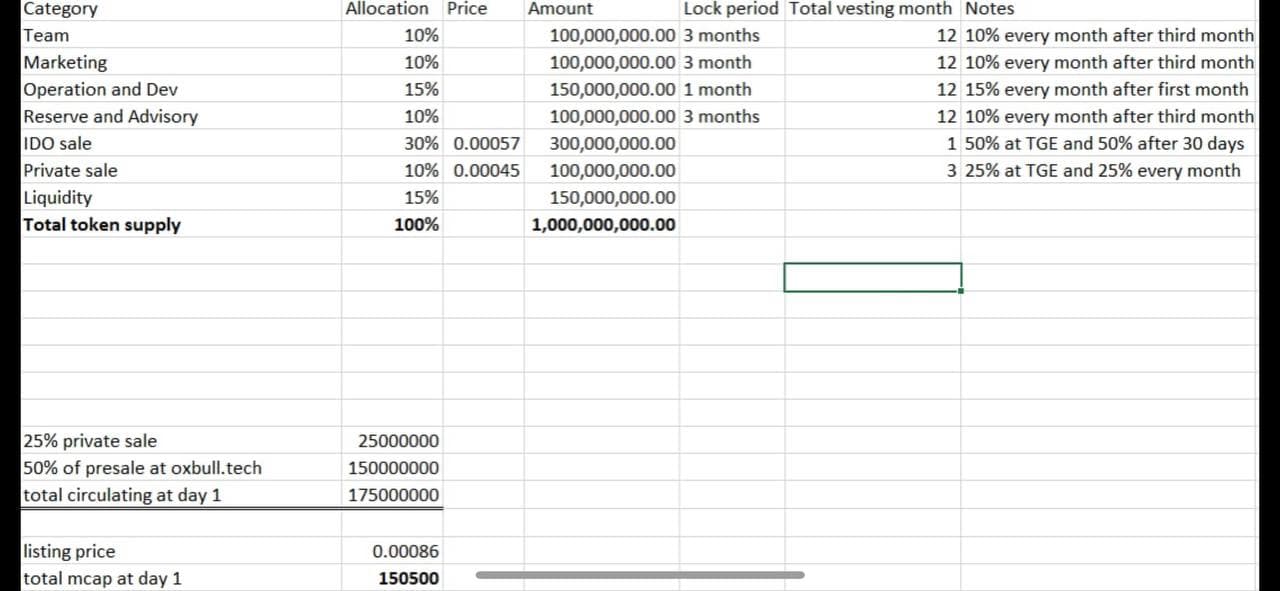 Category Allocation Price Amount Lock period Total vesting month Notes
Team 10% 100,000,000.00 3 months 12 10% every month after third month
Marketing 10% 100,000,000.00 3 month 12 10% every month after third month
Operation and Dev 15% 150,000,000.00 1 month 12 15% every month after first month
Reserve and Advisory 10% 100,000,000.00 3 months 12 10% every month after third month
IDO sale 30% 0.00057 300,000,000.00 1 50% at TGE and 50% after 30 days
Private sale 10% 0.00045 100,000,000.00 3 25% at TGE and 25% every month
Liquidity 15% 150,000,000.00
Total token supply 100% 1,000,000,000.00
25% private sale 25000000
50% of presale at oxbull.tech 150000000
total circulating at day 1 175000000
listing price 0.00086
total mcap at day 1 150500